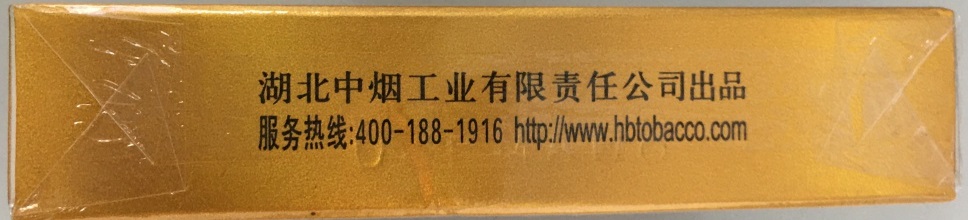 湖北中烟工业有限责任公司出品
服务热线:400-188-1916 http://www.hbtobacco.com